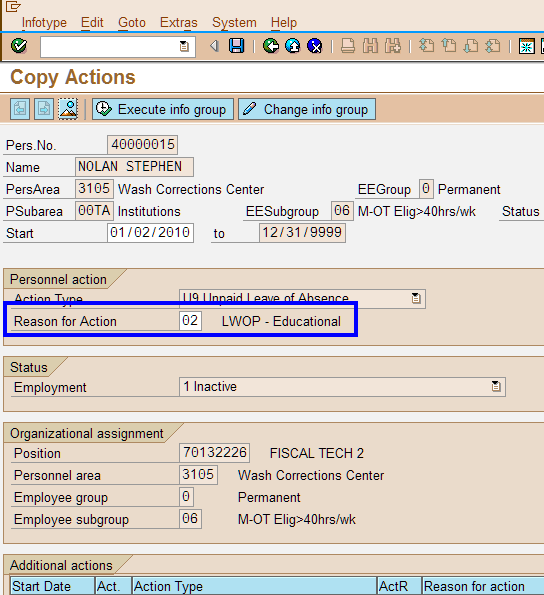 Infotype Edit Goto Extras System Help
Copy Actions
Execute info group Change info group
Pers.No. 40000015
Name NOLAN STEPHEN
PersArea 3105 Wash Corrections Center EEGroup 0 Permanent
PSubarea 00TA Institutions EESubgroup 06 M-OT Elig>40hrs/wk Status
Start 01/02/2010 to 12/31/9999
Personnel action
Action Type U9 Unpaid Leave of Absence
Reason for Action 02 LWOP - Educational
Status
Employment 1 Inactive
Organizational assignment
Position 70132226 FISCAL TECH 2
Personnel area 3105 Wash Corrections Center
Employee group 0 Permanent
Employee subgroup 06 M-OT Elig>40hrs/wk
Additional actions
Start Date Act. Action Type ActR Reason for action